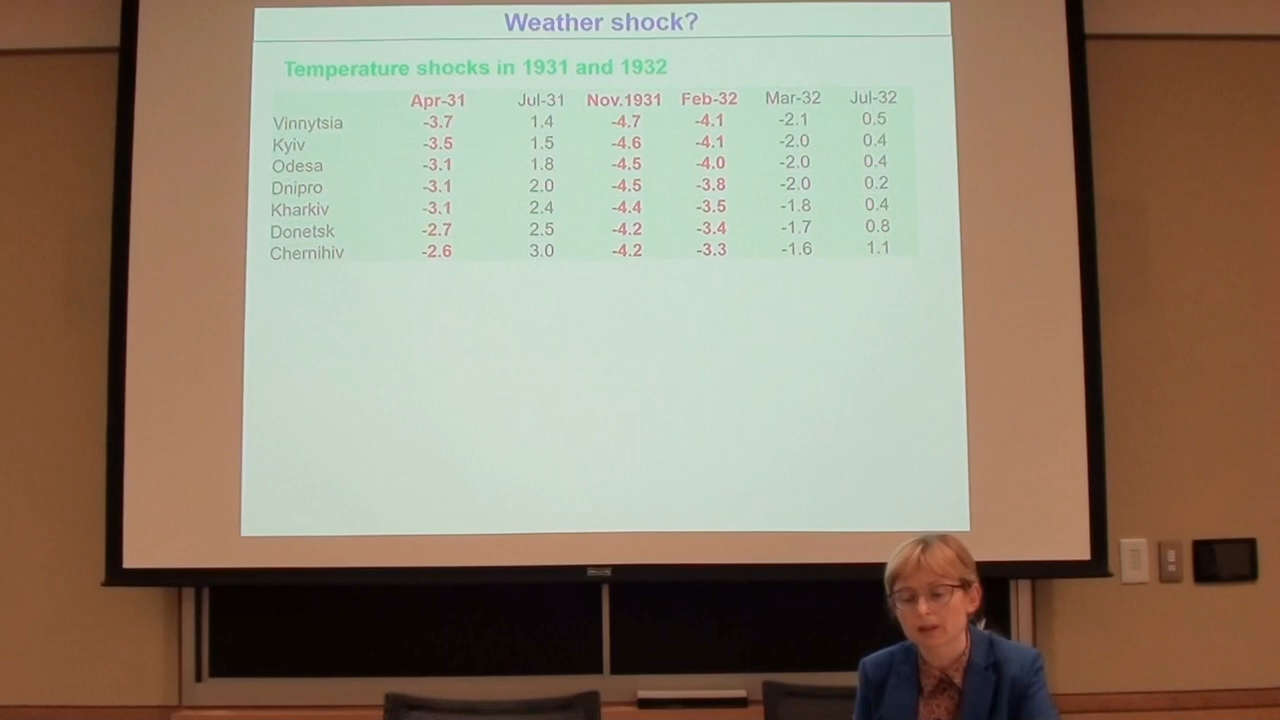 Weather shock?
Temperature shocks in 1931 and 1932
Apr-31 Jul-31 Nov.1931 Feb-32 Mar-32 Jul-32
Vinnytsia -3.7 1.4 -4.7 -4.1 -2.1 0.5
Kyiv -3.5 1.5 -4.6 -4.1 -2.0 0.4
Odesa -3.1 1.8 -4.5 -4.0 -2.0 0.4
Dnipro -3.1 2.0 -4.5 -3.8 -2.0 0.2
Kharkiv -3.1 2.4 -4.4 -3.5 -1.8 0.4
Donetsk -2.7 2.5 -4.2 -3.4 -1.7 0.8
Chernihiv -2.6 3.0 -4.2 -3.3 -1.6 1.1